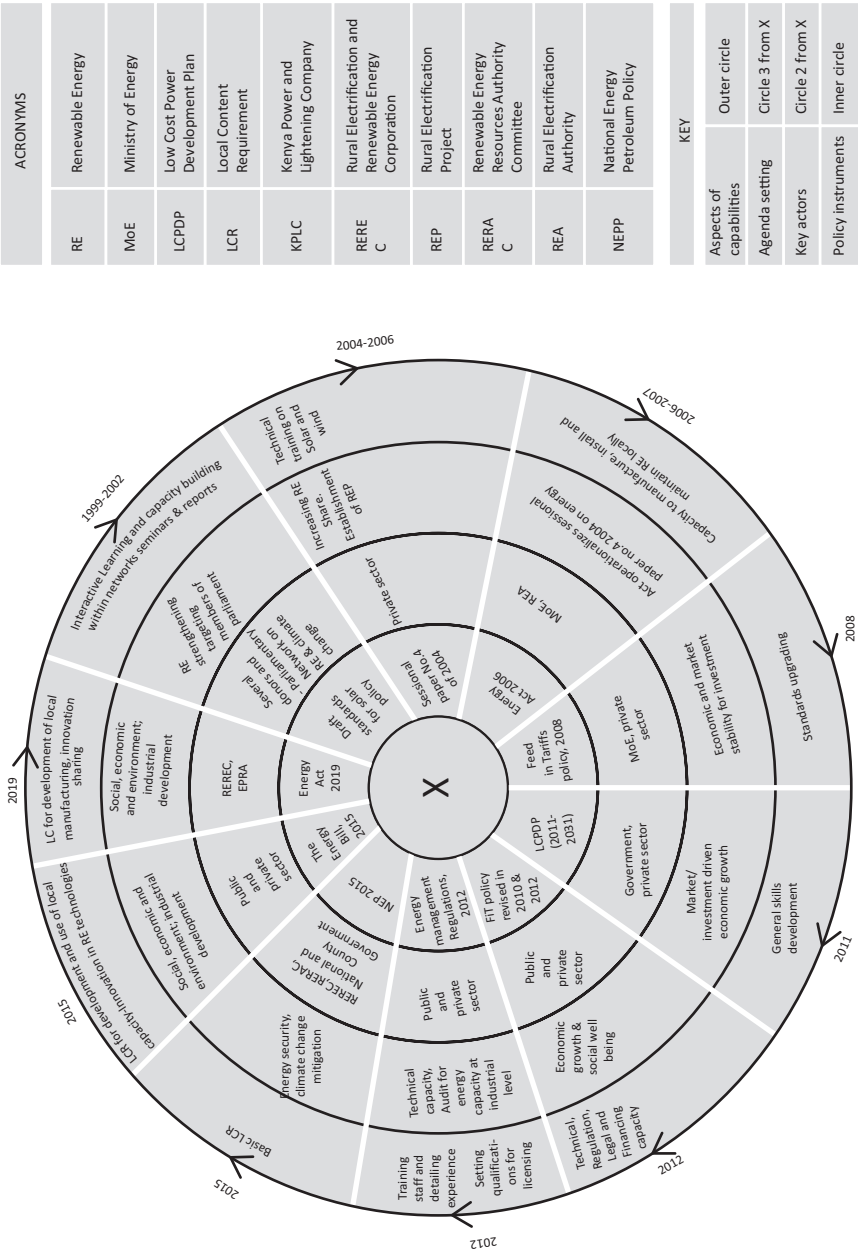 ACRONYMS
RE
Renewable Energy
MoE
Ministry of Energy
LCPDP
Low Cost Power
Development Plan
LCR
Local Content
Requirement
KPLC
Kenya Power and
Lightening Company
RERE
C
Rural Electrification and
Renewable Energy
Corporation
REP
Rural Electrification
Project
RERA
C
Renewable Energy
Resources Authority
Committee
REA
Rural Electrification
Authority
NEPP
National Energy
Petroleum Policy
KEY
Aspects of
capabilities
Outer circle
Agenda setting
Circle 3 from X
Key actors
Circle 2 from X
Policy instruments
Inner circle
X
1999-2002
Interactive Learning and capacity building
within networks seminars & reports
RE
strengthening
targeting
members of
parliament
Several
donors and
- parliamentary
Network on
RE & climate
change
Draft
standards
for solar
policy
2004-2006
Technical
training on
Solar and
wind
Increasing RE
Share.
Establishment
of REP
Private sector
Sessional
paper No.4
of 2004
2006-2007
Capacity to manufacture, install and
maintain RE locally
Act operationalizes sessional
paper no.4 2004 on energy
MoE REA
Energy
Act 2006
2008
Standards upgrading
Economic and market
stability for investment
MoE, private
sector
Feed
in Tariffs
policy, 2008
2011
General skills
development
Market/
investment driven
economic growth
Government,
private sector
LCPDP
(2011-
2031)
2012
Technical,
Regulation,
Legal and
Financing
capacity
Economic
growth &
social well
being
Public
and
private
sector
FiT policy
revised in
2010 &
2012
2012
Training
staff and
detailing
experience
Setting
qualificati-
ons for
licensing
Technical
capacity,
Audit for
energy
capacity at
industrial
level
Public
and
private
sector
Energy
management,
Regulations,
2012
2015
Basic LCR
Energy security,
climate change
mitigation
REREC,RERAC
National and
County
Government
NEP 2015
2015
LCR for development and use of local
capacity-innovation in RE technologies
Social, economic and
environment; industrial
development
Public
and
private
sector
The
Energy
Bill,
2015
2019
LC for development of local
manufacturing, innovation
sharing
Social, economic
and environment;
industrial
development
REREC,
EPRA
Energy
Act
2019